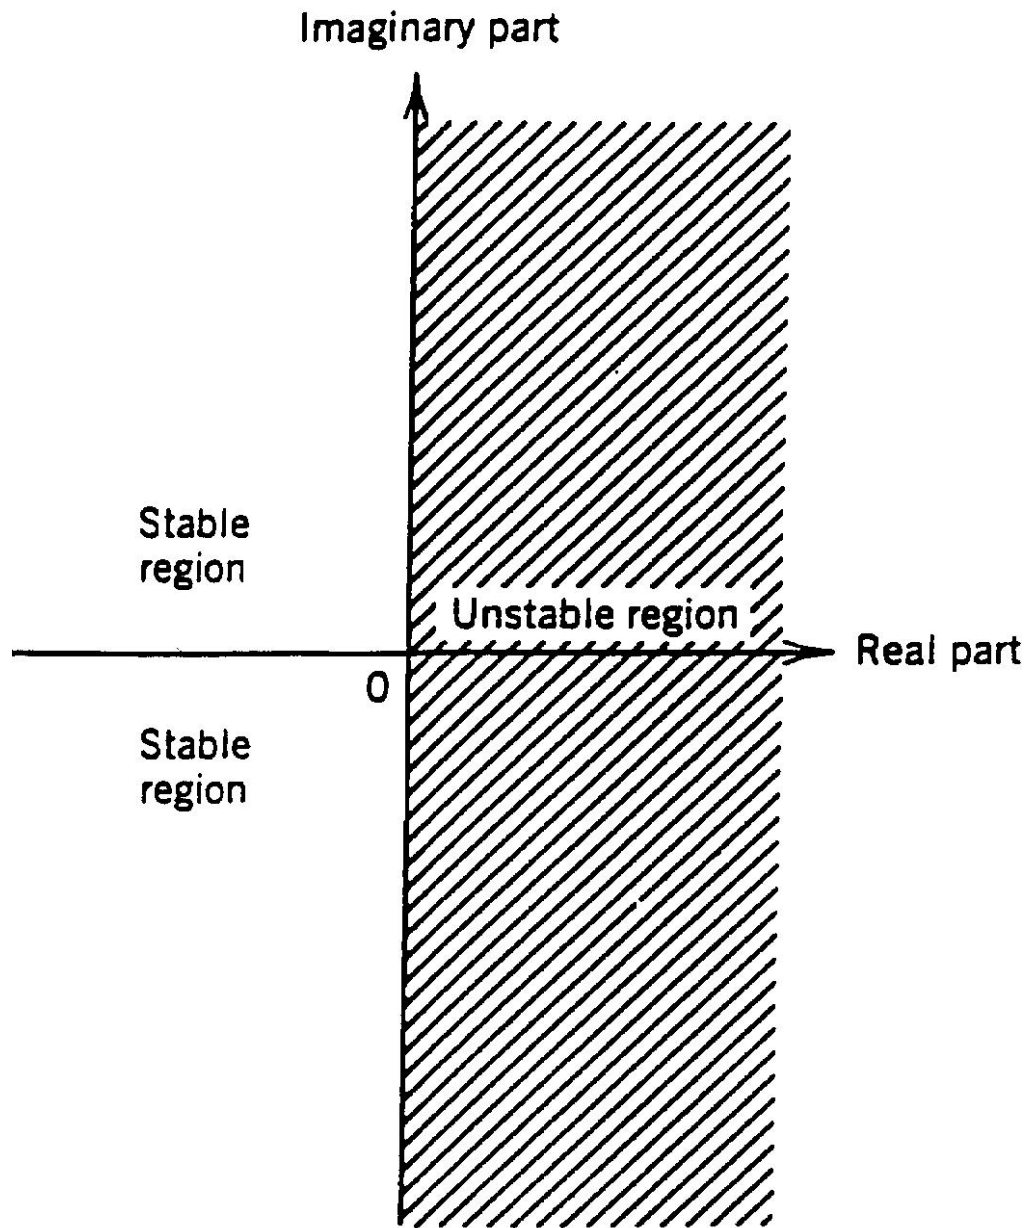 Imaginary part
Stable
region
Unstable region
Real part
0
Stable
region